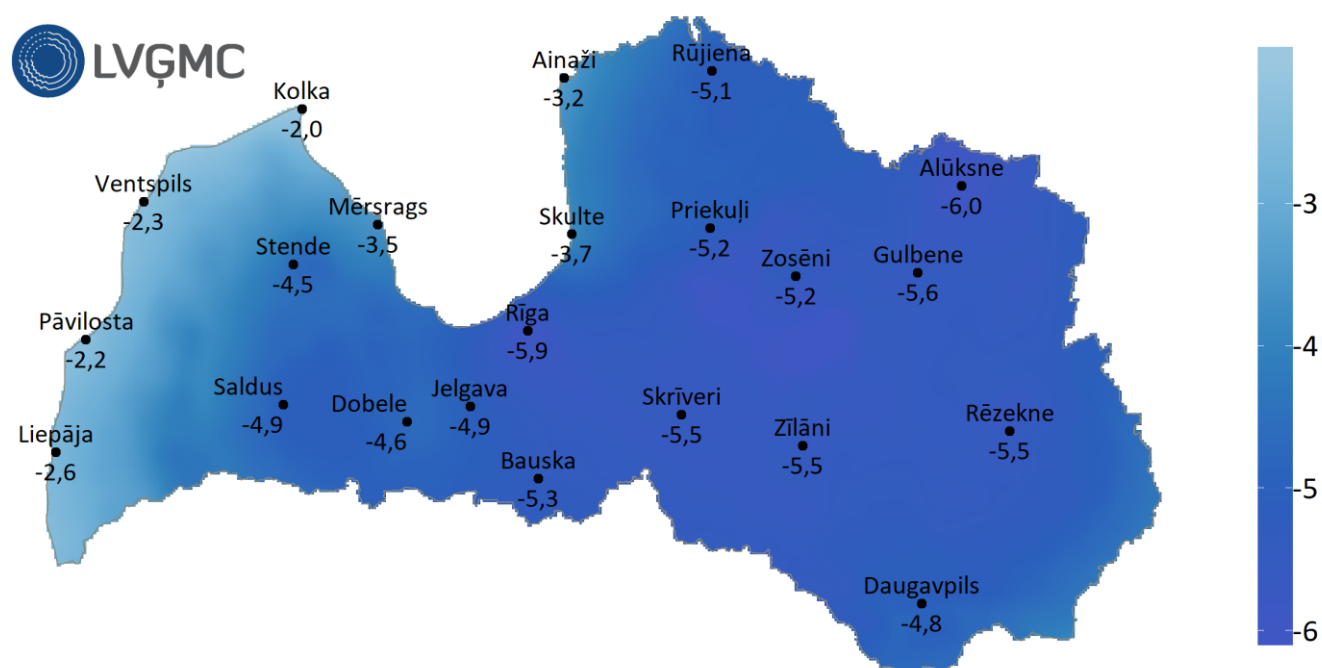 LVĢMC
Kolka
-2,0
Ainaži
-3,2
Rūjiena
-5,1
Ventspils
-2,3
Mērsrags
-3,5
Stende
-4,5
Skulte
-3,7
Priekuļi
-5,2
Alūksne
-6,0
Zosēni
-5,2
Gulbene
-5,6
Pāvilosta
-2,2
Rīga
-5,9
Saldus
-4,9
Dobele
-4,6
Jelgava
-4,9
Skrīveri
-5,5
Zīlāni
-5,5
Rēzekne
-5,5
Liepāja
-2,6
Bauska
-5,3
Daugavpils
-4,8
-3
-4
-5
-6